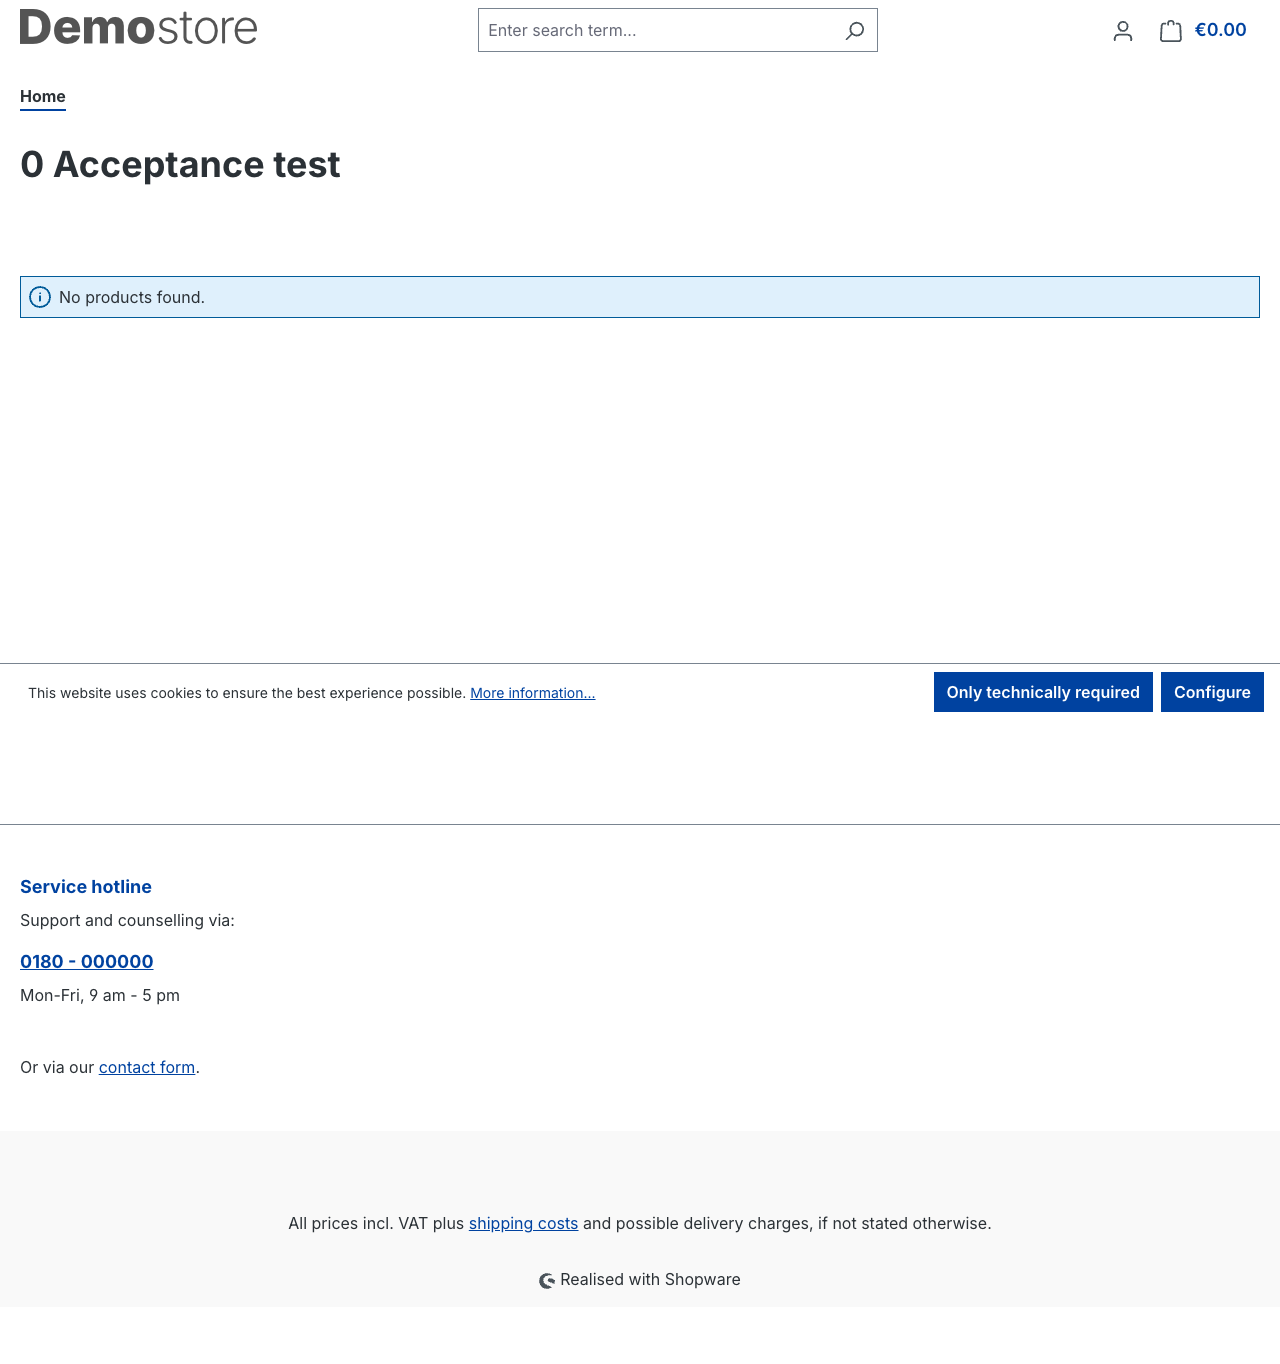 Demostore
Enter search term...
€0.00
Home
0 Acceptance test
No products found.
This website uses cookies to ensure the best experience possible. More information...
Only technically required
Configure
Service hotline
Support and counselling via:
0180 - 000000
Mon-Fri, 9 am - 5 pm
Or via our contact form.
All prices incl. VAT plus shipping costs and possible delivery charges, if not stated otherwise.
Realised with Shopware